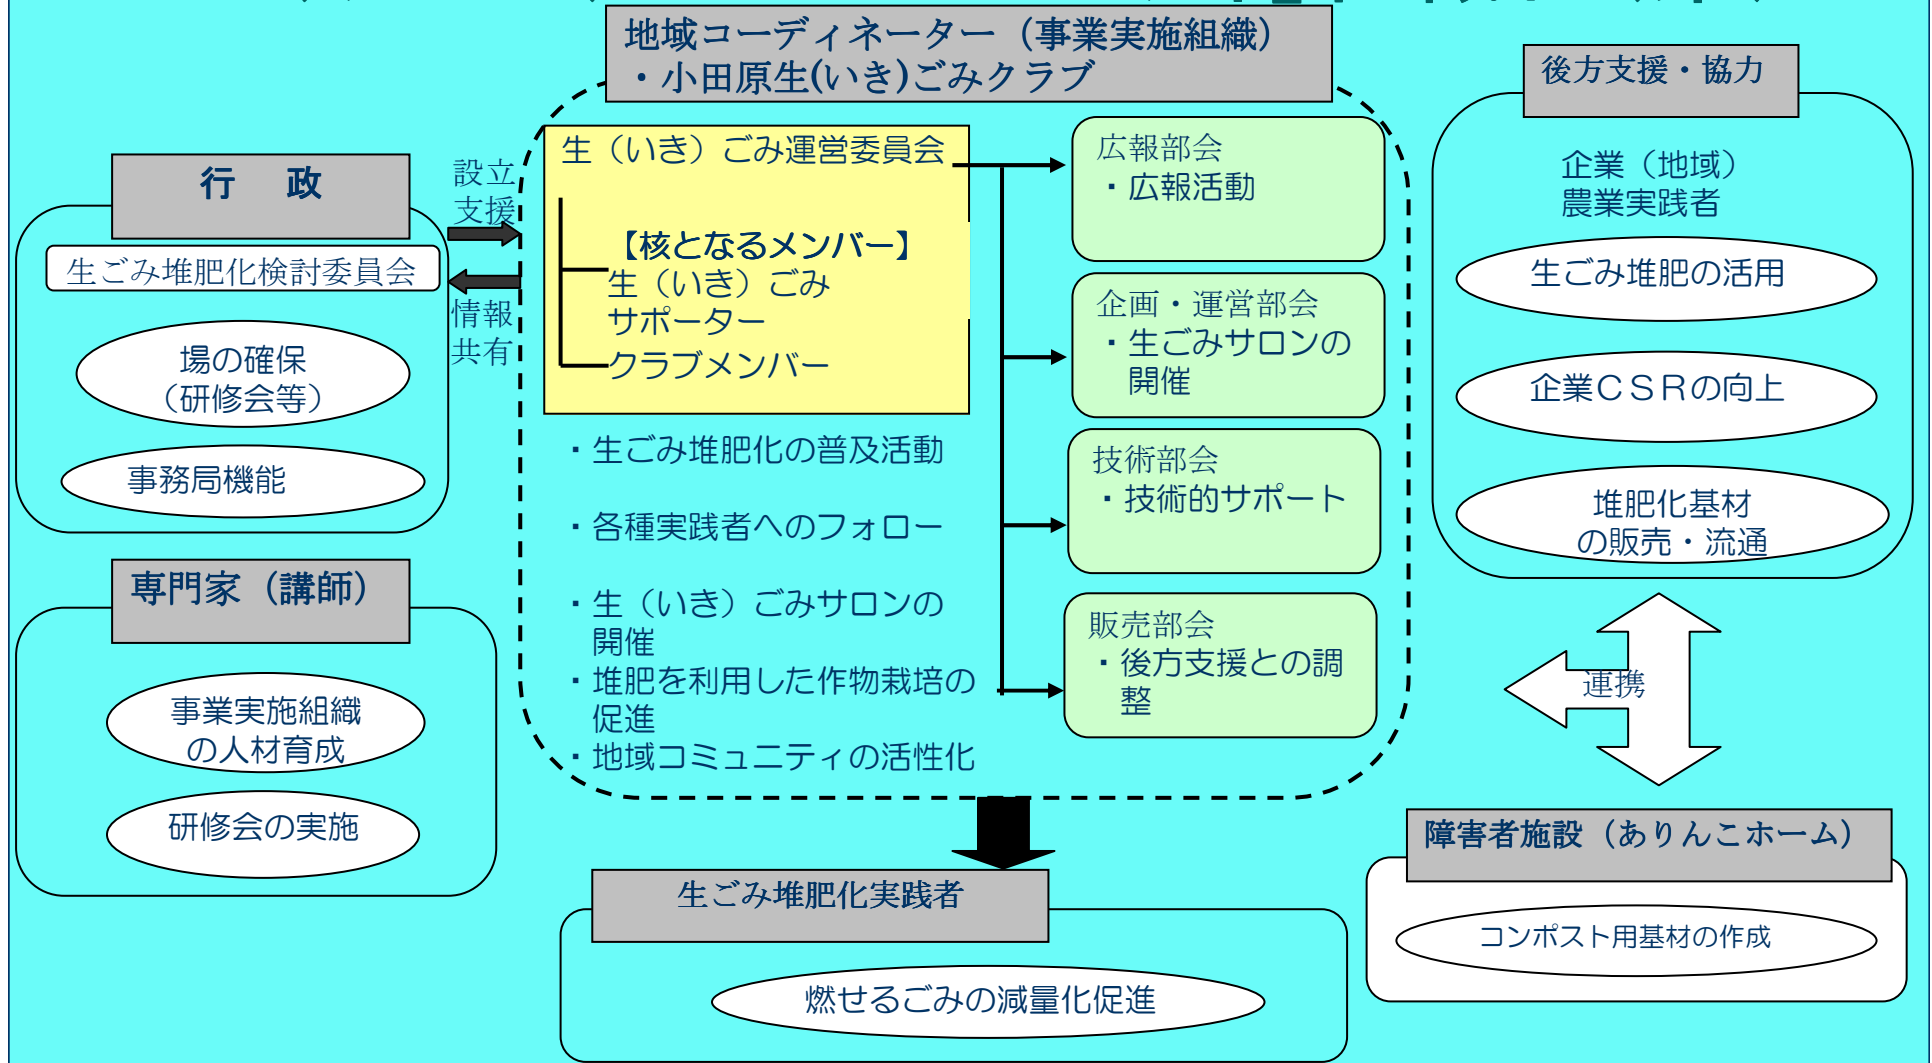 地域コーディネーター（事業実施組織）
・小田原生(いき)ごみクラブ
後方支援・協力
行　政
設立
支援
情報
共有
生ごみ堆肥化検討委員会
場の確保
（研修会等）
事務局機能
専門家（講師）
事業実施組織
の人材育成
研修会の実施
生（いき）ごみ運営委員会
【核となるメンバー】
生（いき）ごみ
サポーター
クラブメンバー
・生ごみ堆肥化の普及活動
・各種実践者へのフォロー
・生（いき）ごみサロンの
開催
・堆肥を利用した作物栽培の
促進
・地域コミュニティの活性化
広報部会
・広報活動
企画・運営部会
・生ごみサロンの
開催
技術部会
・技術的サポート
販売部会
・後方支援との調
整
企業（地域）
農業実践者
生ごみ堆肥の活用
企業ＣＳＲの向上
堆肥化基材
の販売・流通
連携
障害者施設（ありんこホーム）
コンポスト用基材の作成
生ごみ堆肥化実践者
燃せるごみの減量化促進